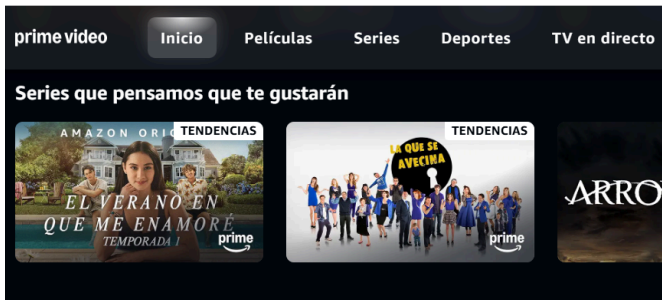 prime video Inicio Películas Series Deportes TV en directo
Series que pensamos que te gustarán
TENDENCIAS
EL VERANO EN
QUE ME ENAMORÉ
TEMPORADA 1
prime
TENDENCIAS
LA QUE SE
AVECINA
prime